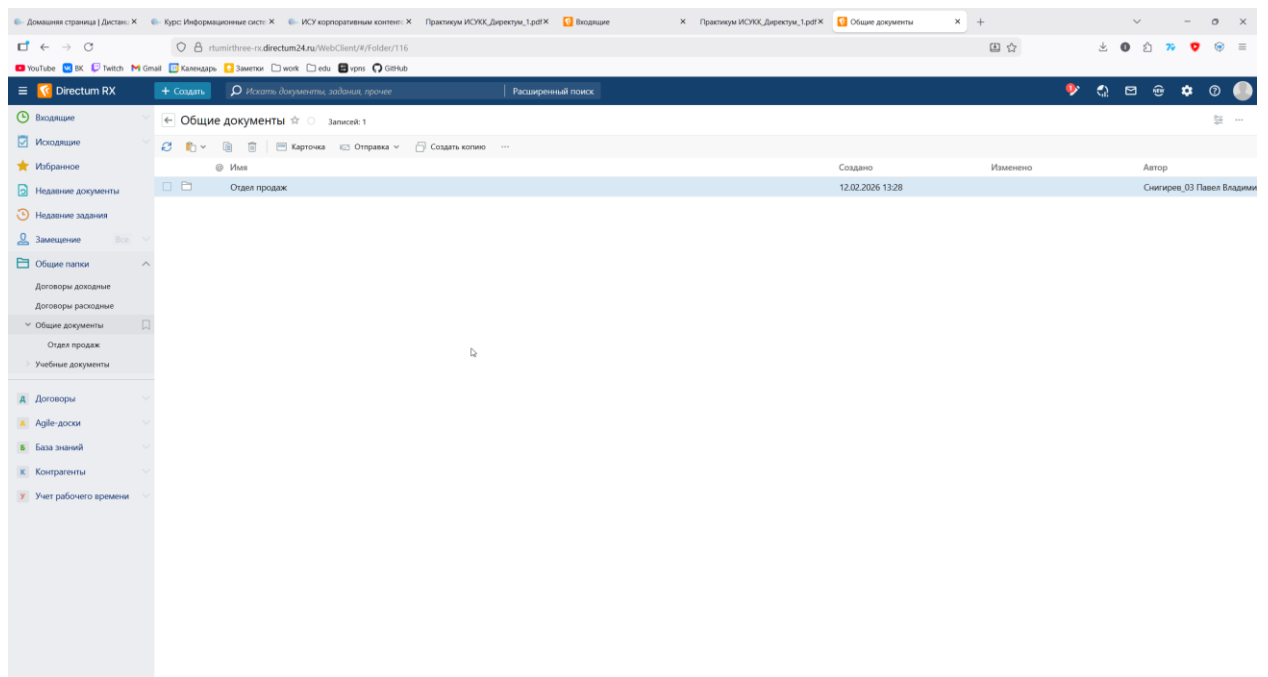 Домашняя страница | Дистанц
Курс: Информационные систе
ИСУ корпоративным контентс
Практикум ИСУКК_Директум_1.pdf
Входящие
Практикум ИСУКК_Директум_1.pdf
Общие документы
rtumirthree-rx.directum24.ru/WebClient/#/Folder/116
YouTube
ВК
Twitch
Gmail
Календарь
Заметки
work
edu
vpns
GitHub
Directum RX
+ Создать
Искать документы, задания, прочее
Расширенный поиск
Входящие
Исходящие
Избранное
Недавние документы
Недавние задания
Замещение
Все
Общие папки
Договоры доходные
Договоры расходные
Общие документы
Отдел продаж
Учебные документы
Д Договоры
A Agile-доски
Б База знаний
К Контрагенты
У Учет рабочего времени
Общие документы
Записей: 1
Карточка
Отправка
Создать копию
Имя
Создано
Изменено
Автор
Отдел продаж
12.02.2026 13:28
Снигирев_03 Павел Владими